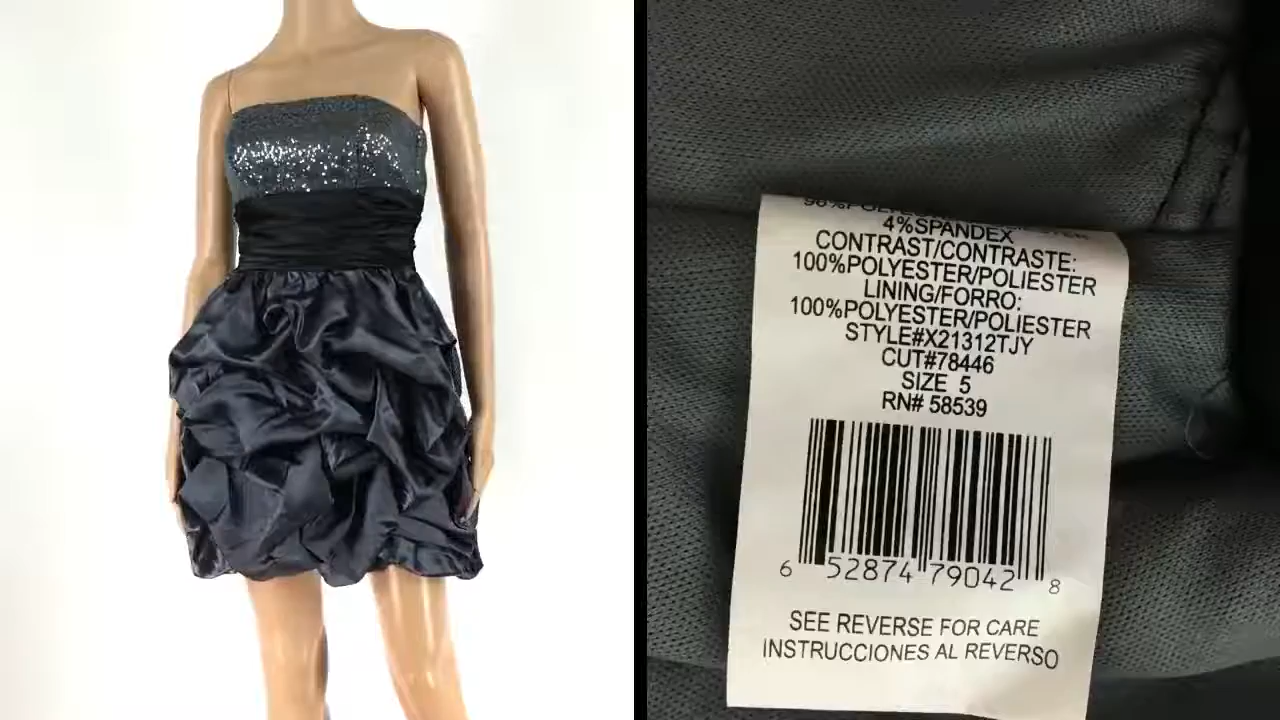 4%SPANDEX
CONTRAST/CONTRASTE:
100%POLYESTER/POLIESTER
LINING/FORRO:
100%POLYESTER/POLIESTER
STYLE#X21312TJY
CUT#78446
SIZE 5
RN# 58539
6 52874 79042 8
SEE REVERSE FOR CARE
INSTRUCCIONES AL REVERSO